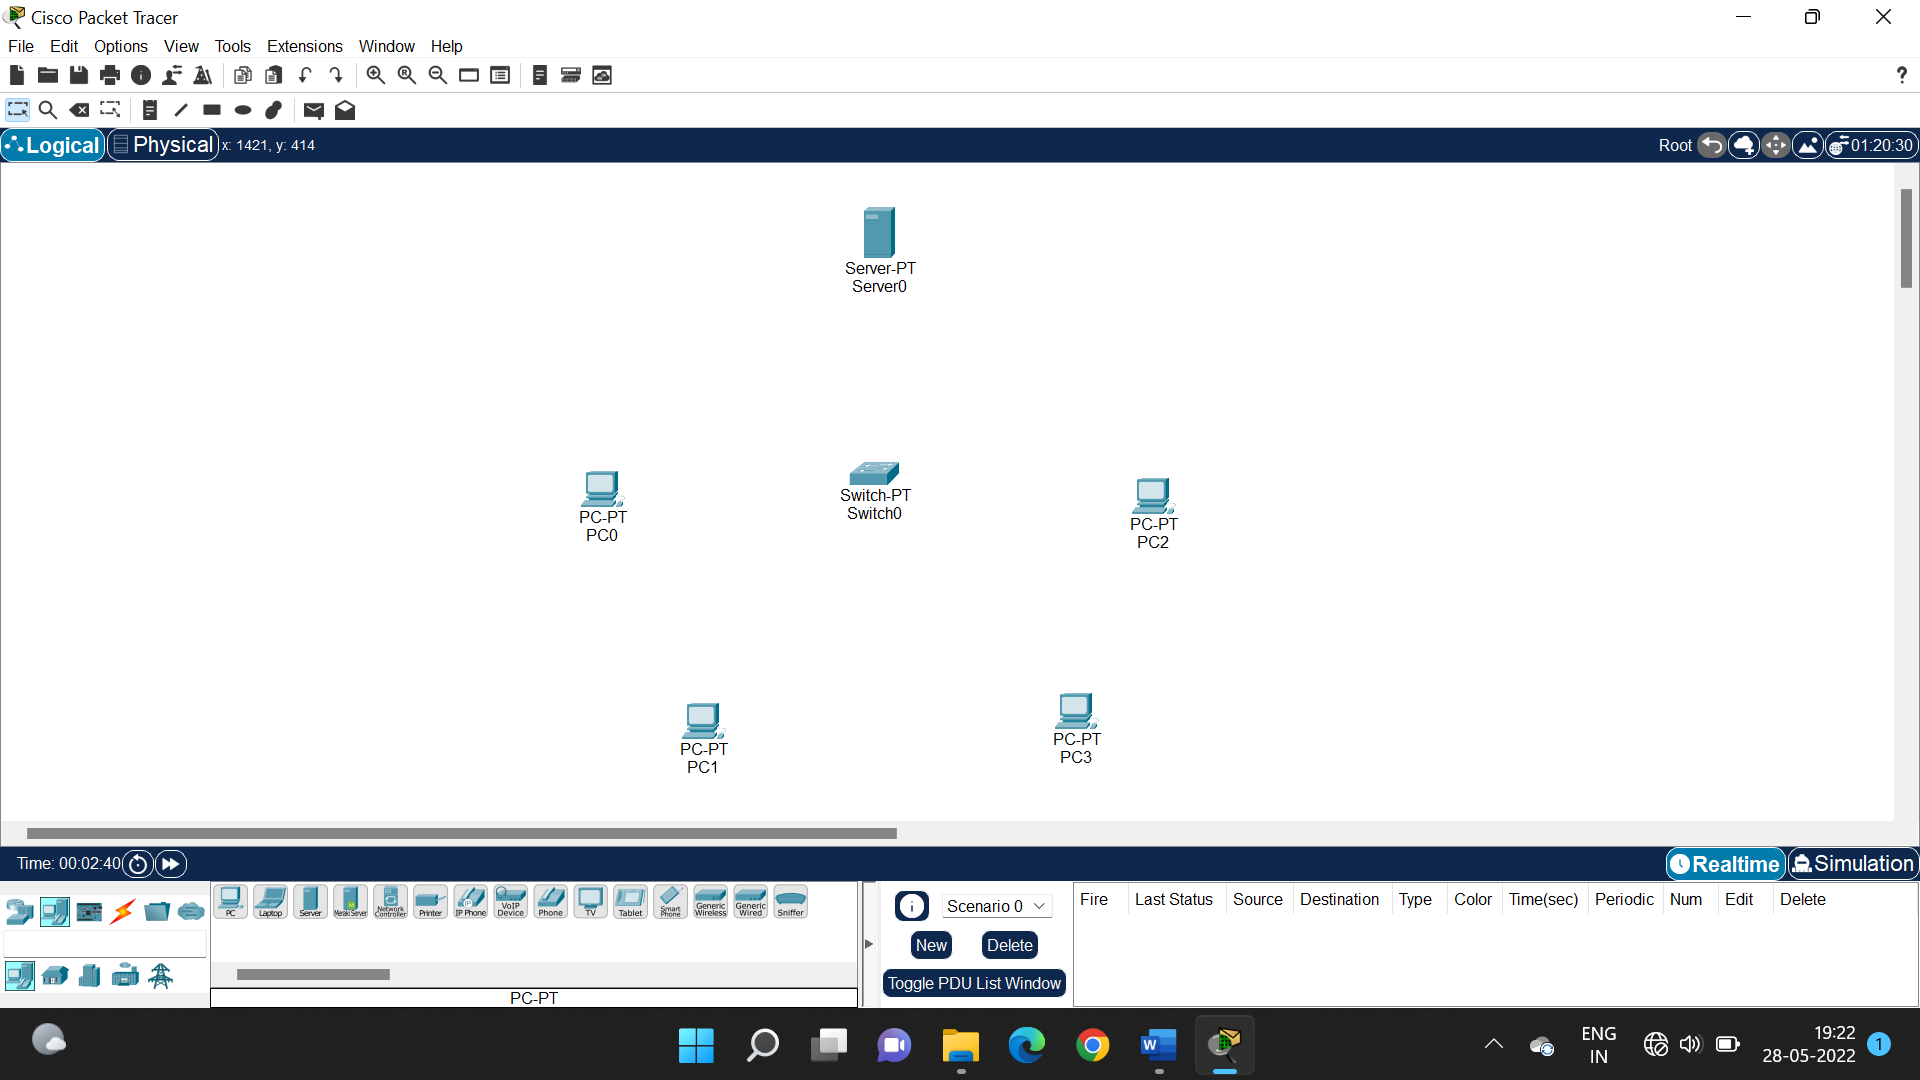 Cisco Packet Tracer
File Edit Options View Tools Extensions Window Help
?
Logical Physical x: 1421, y: 414 Root 01:20:30
Server-PT
Server0
PC-PT
PC0
Switch-PT
Switch0
PC-PT
PC2
PC-PT
PC1
PC-PT
PC3
Time: 00:02:40 Realtime Simulation
PC Laptop Server Meraki Server Network Controller Printer IP Phone VoIP Device Phone TV Tablet Smart Phone Generic Wireless Generic Wired Sniffer
PC-PT
Scenario 0
New Delete
Toggle PDU List Window
Fire Last Status Source Destination Type Color Time(sec) Periodic Num Edit Delete
ENG
IN
19:22
28-05-2022
1